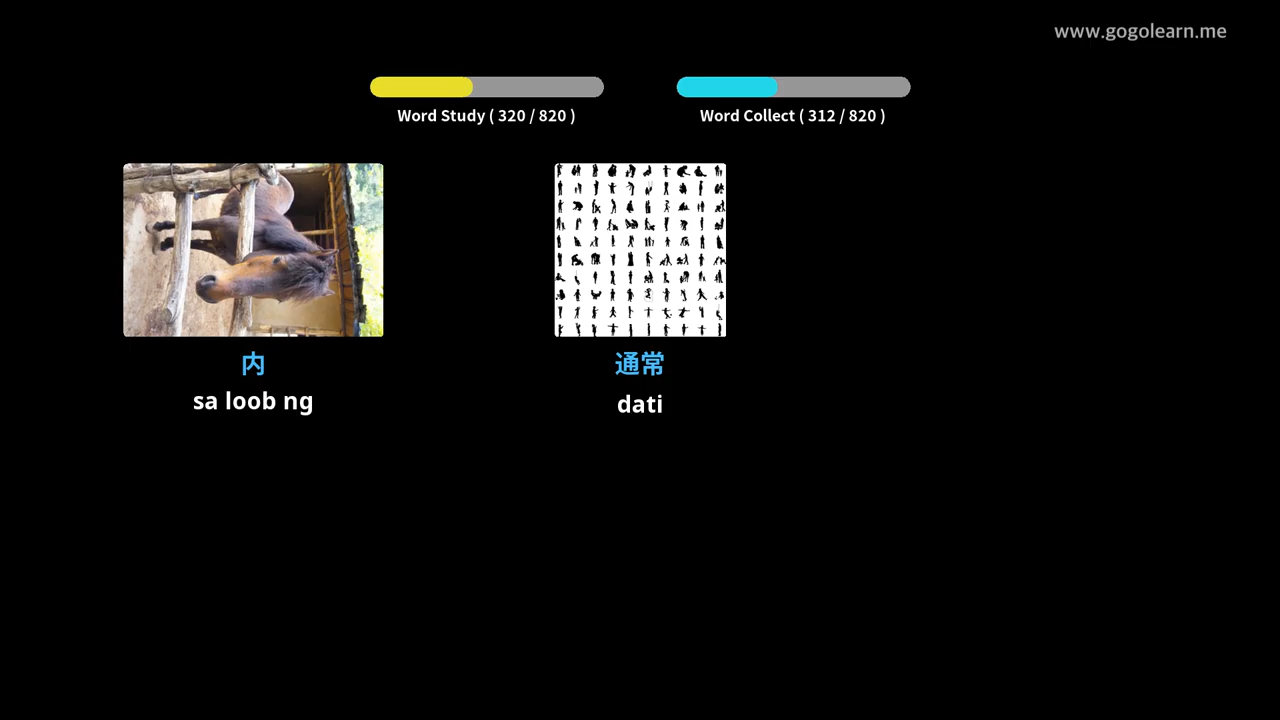 www.gogolearn.me
Word Study ( 320 / 820 )
Word Collect ( 312 / 820 )
内
sa loob ng
通常
dati